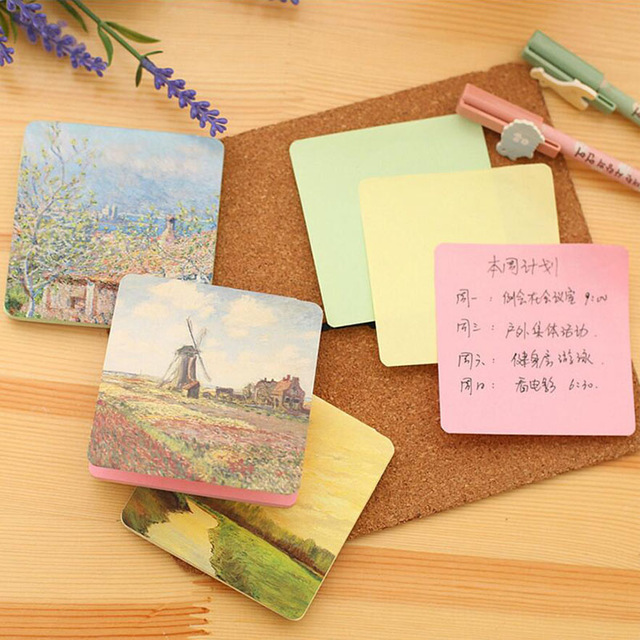 本周计划
周一：例会在会议室 9:00
周三：户外集体活动.
周六：健身房游泳.
周日：看电影 6:30.